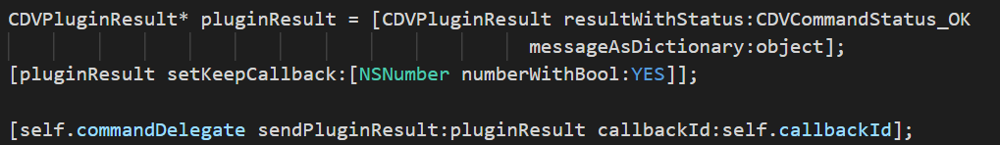 CDVPluginResult* pluginResult = [CDVPluginResult resultWithStatus:CDVCommandStatus_OK
messageAsDictionary:object];
[pluginResult setKeepCallback:[NSNumber numberWithBool:YES]];
[self.commandDelegate sendPluginResult:pluginResult callbackId:self.callbackId];